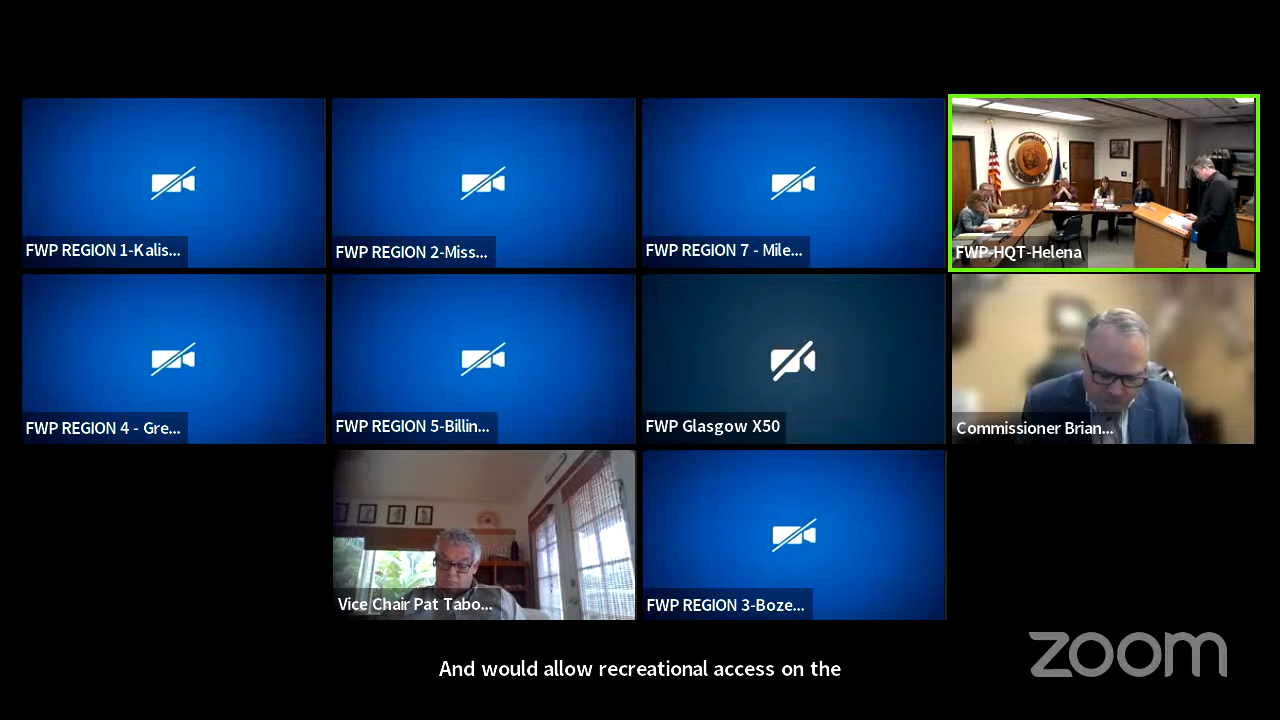 FWP REGION 1-Kalis...
FWP REGION 2-Miss...
FWP REGION 7 - Mile...
FWP-HQT-Helena
FWP REGION 4 - Gre...
FWP REGION 5-Billin...
FWP Glasgow X50
Commissioner Brian...
Vice Chair Pat Tabo...
FWP REGION 3-Boze...
zoom
And would allow recreational access on the